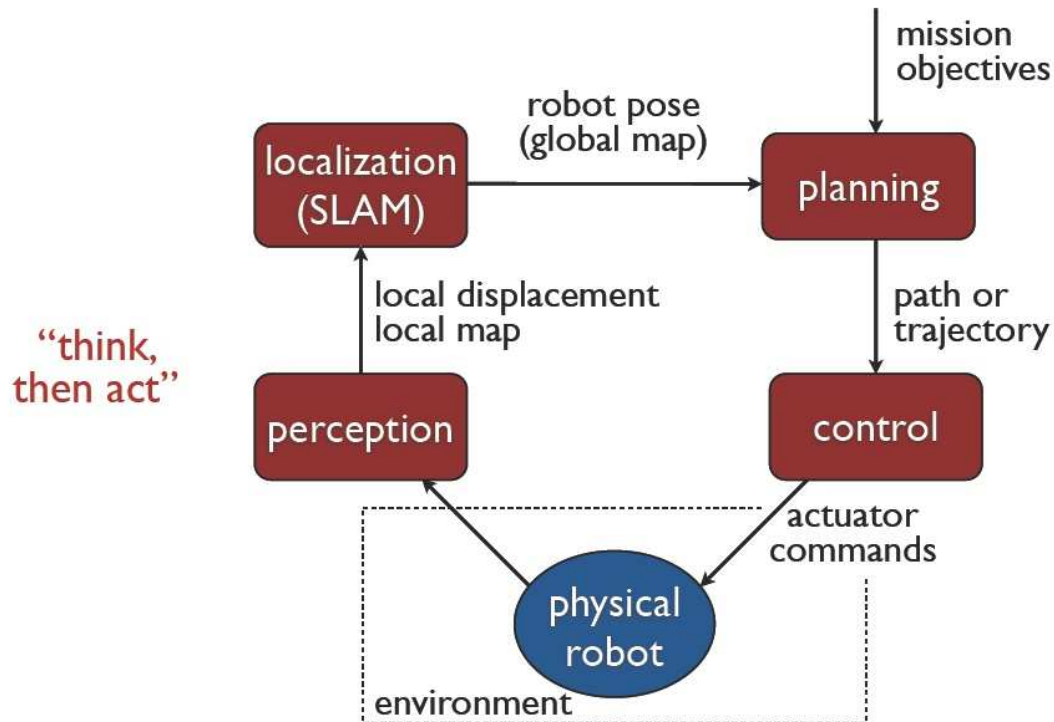 mission
objectives
robot pose
(global map)
localization
(SLAM)
planning
local displacement
local map
path or
trajectory
“think,
then act”
perception
control
actuator
commands
physical
robot
environment